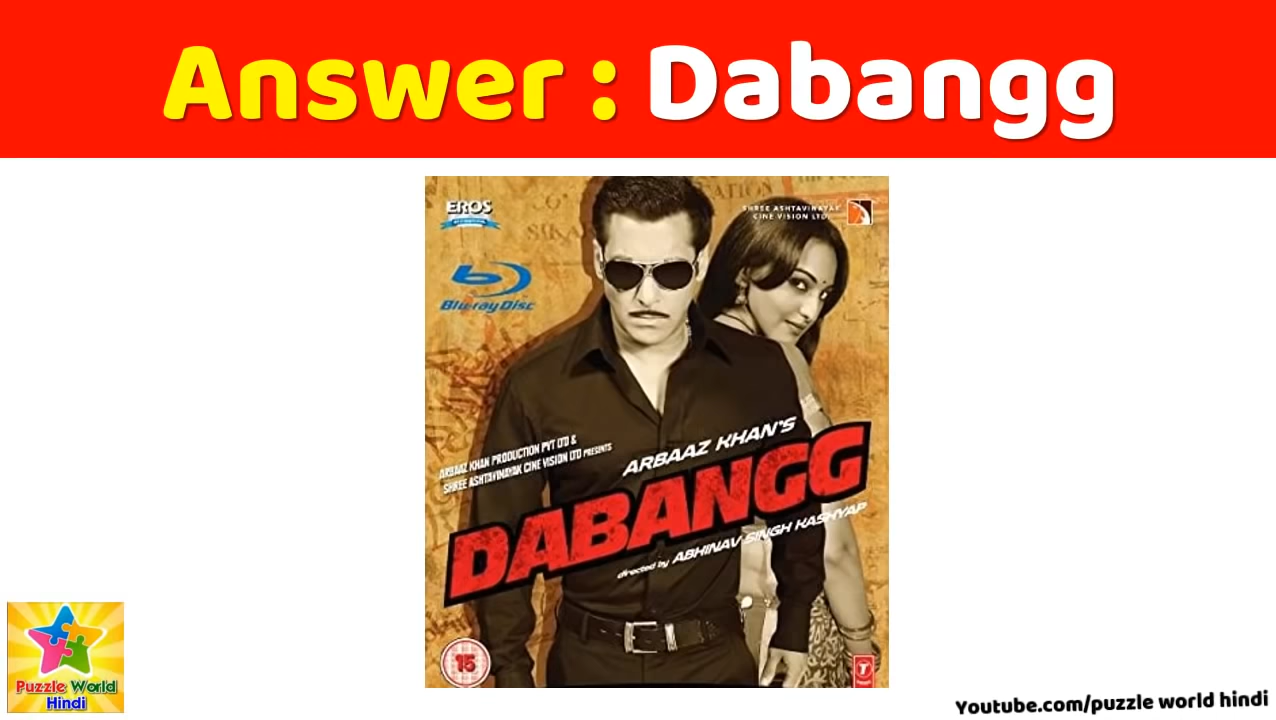 Answer : Dabangg
EROS
SHREE ASHTAVINAYAK
CINE VISION LTD.
Blu-ray Disc
ARBAAZ KHAN PRODUCTION PVT LTD &
SHREE ASHTAVINAYAK CINE VISION LTD PRESENTS
ARBAAZ KHAN'S
DABANGG
directed by ABHINAV SINGH KASHYAP
15
T
Puzzle World
Hindi
Youtube.com/puzzle world hindi